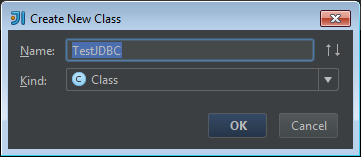 Create New Class
Name: TestJDBC
Kind: C Class
OK Cancel